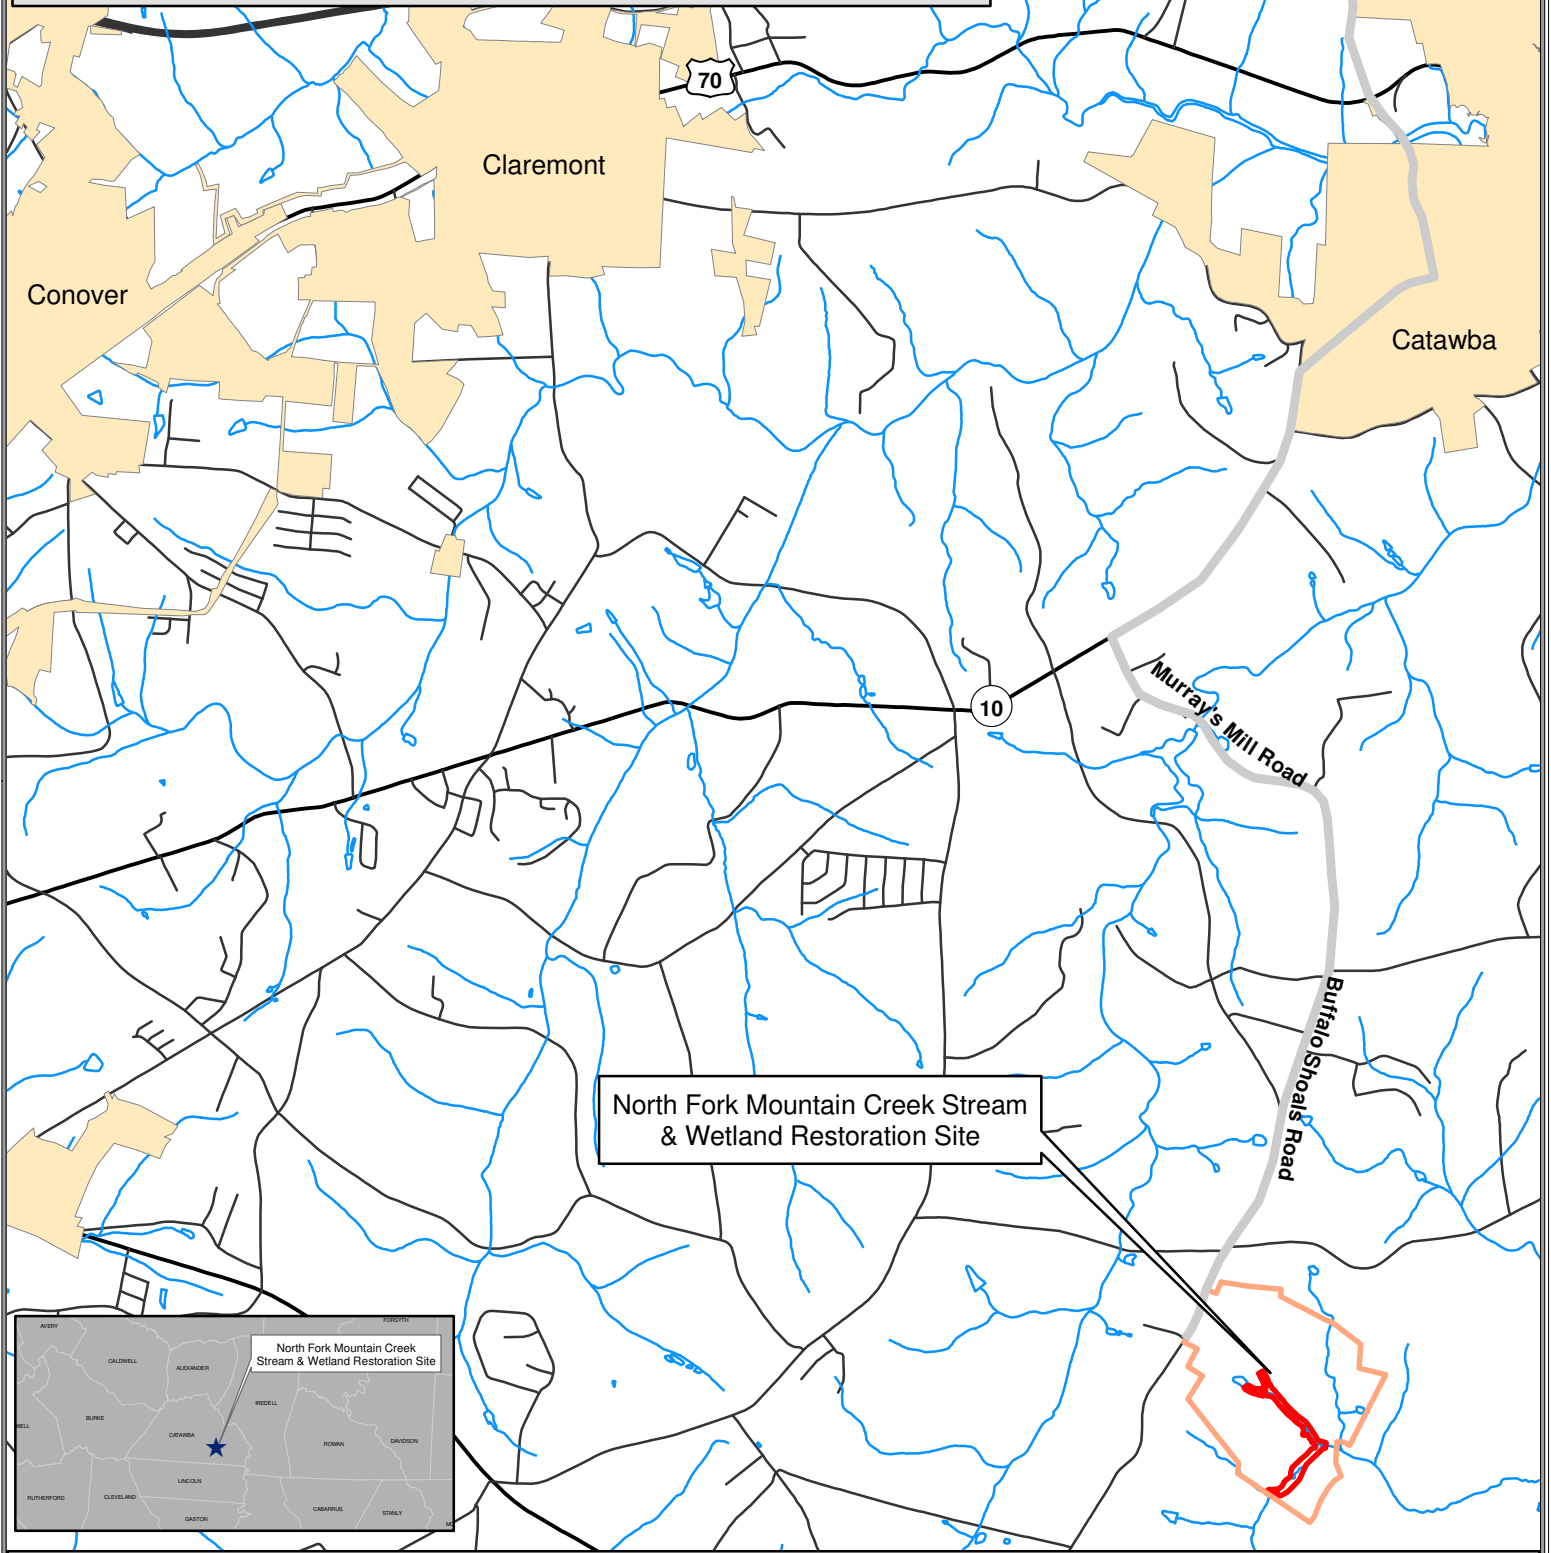 70
Claremont
Conover
Catawba
10
Murray's Mill Road
Buffalo Shoals Road
North Fork Mountain Creek Stream
& Wetland Restoration Site
AVERY
FORSYTH
North Fork Mountain Creek
Stream & Wetland Restoration Site
CALDWELL
ALEXANDER
IREDELL
BURKE
CATAWBA
ROWAN
DAVIDSON
LINCOLN
RUTHERFORD
CLEVELAND
CABARRUS
STANLY
GASTON